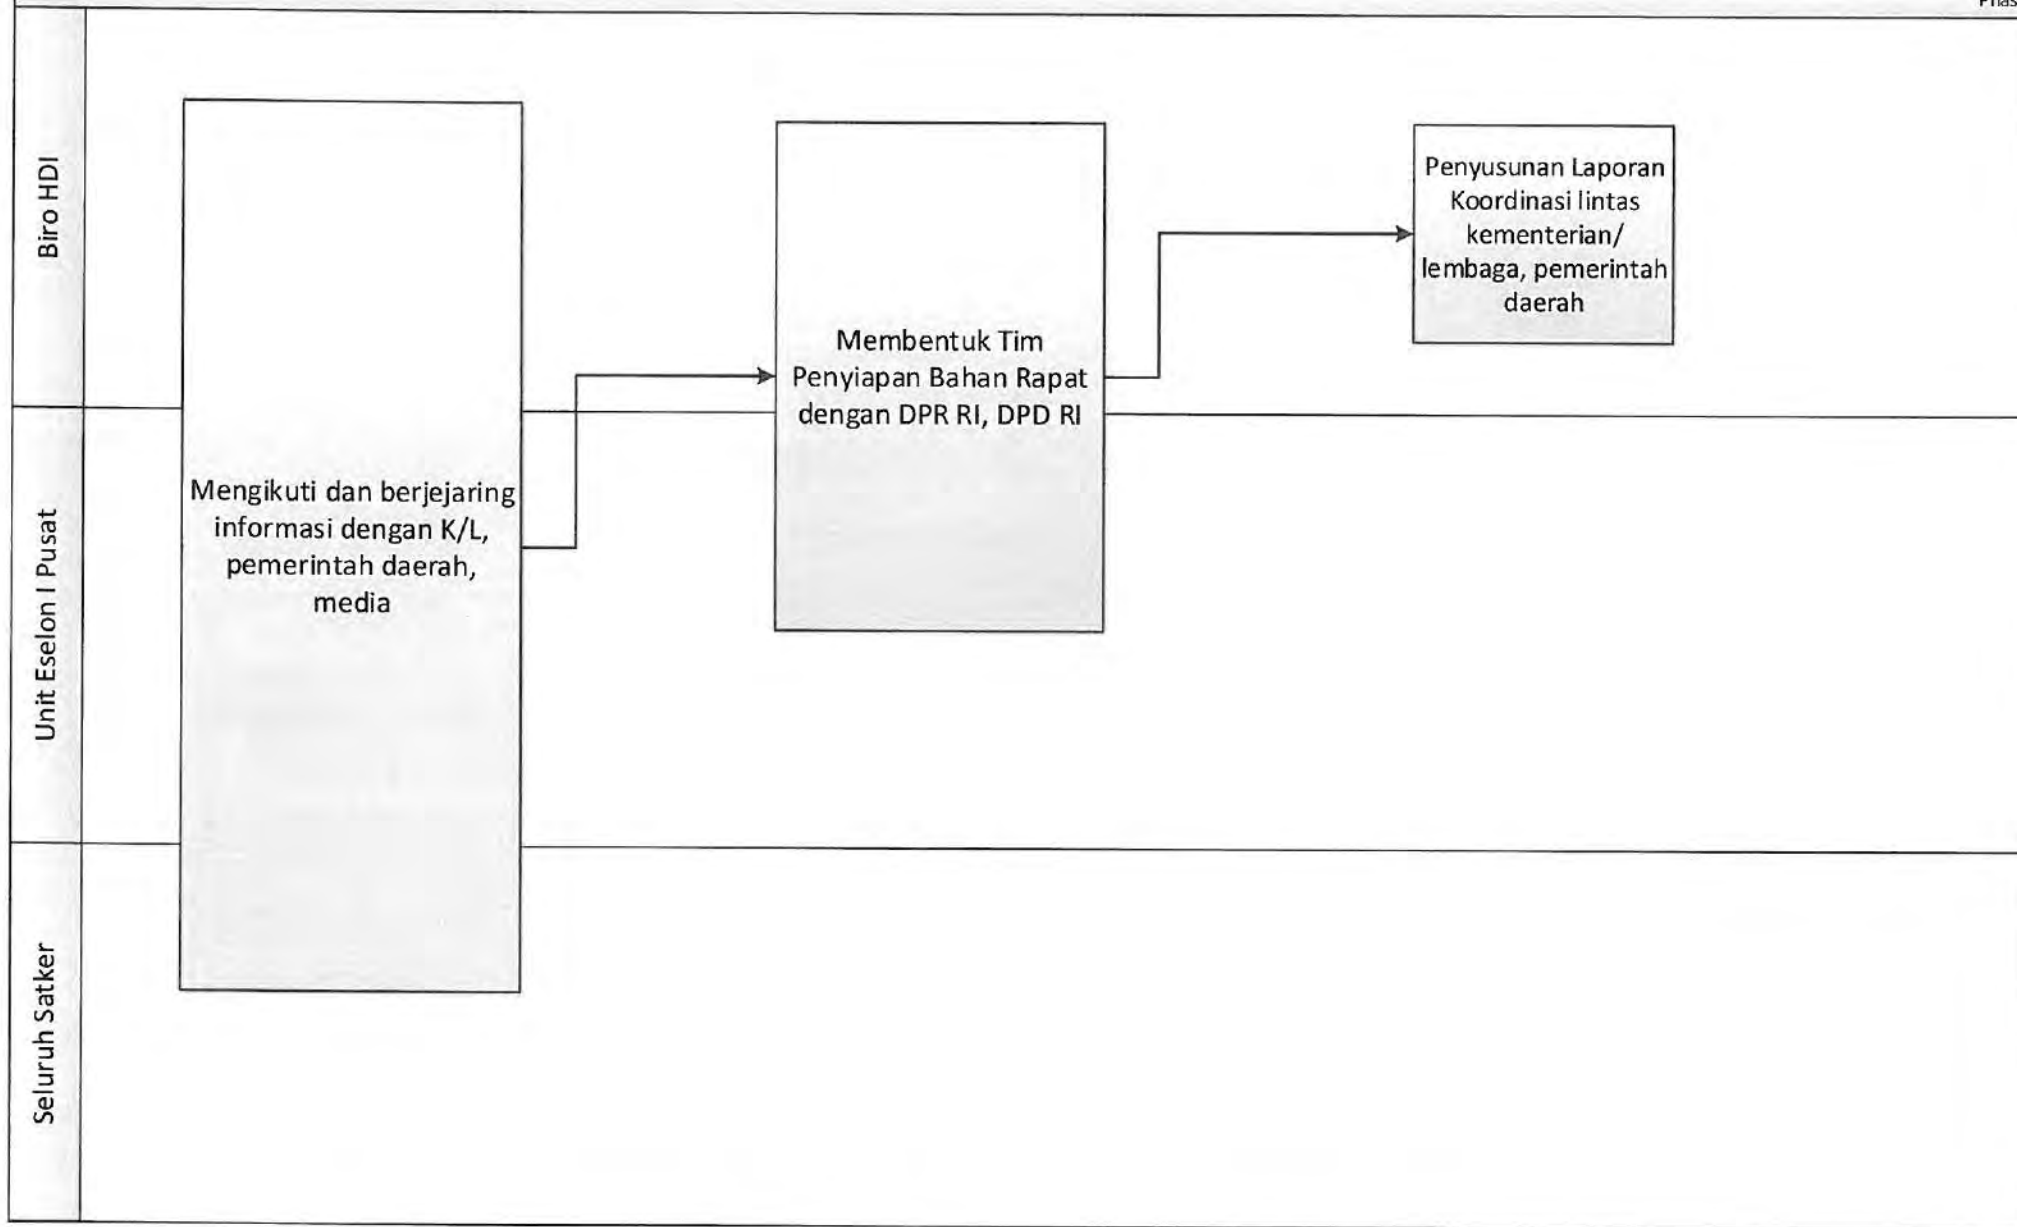 Biro HDI
Unit Eselon I Pusat
Seluruh Satker
Mengikuti dan berjejaring
informasi dengan K/L,
pemerintah daerah,
media
Membentuk Tim
Penyiapan Bahan Rapat
dengan DPR RI, DPD RI
Penyusunan Laporan
Koordinasi lintas
kementerian/
lembaga, pemerintah
daerah